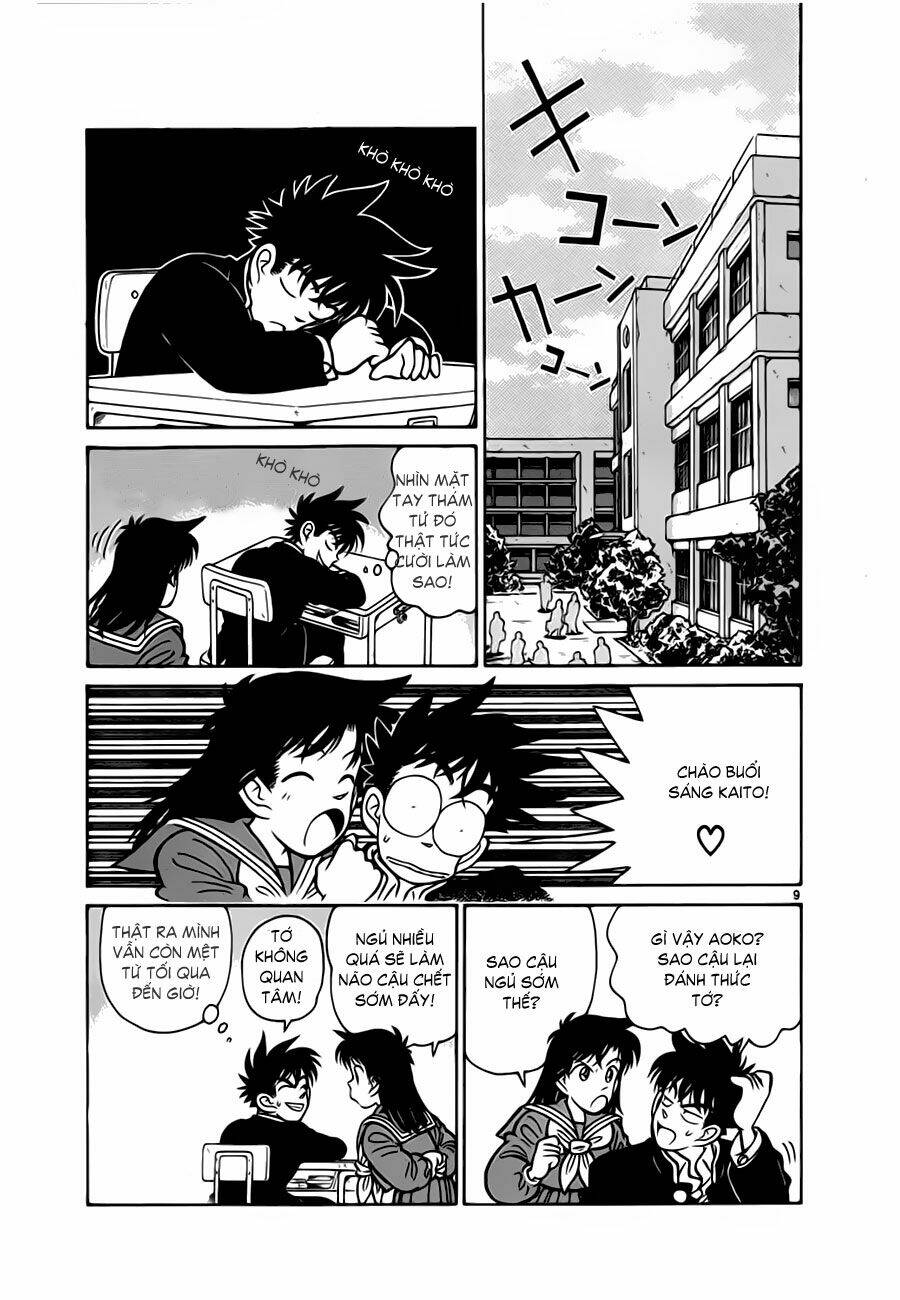 キーン
コーン
カーン
コーン
KHÒ KHÒ KHÒ
KHÒ KHÒ
NHÌN MẶT
TAY THÁM
TỬ ĐÓ
THẬT TỨC
CƯỜI LÀM
SAO!
CHÀO BUỔI
SÁNG KAITO!
♡
9
GÌ VẬY AOKO?
SAO CẬU LẠI
ĐÁNH THỨC
TỚ?
SAO CẬU
NGỦ SỚM
THẾ?
NGỦ NHIỀU
QUÁ SẼ LÀM
NÃO CẬU CHẾT
SỚM ĐẤY!
TỚ
KHÔNG
QUAN
TÂM!
THẬT RA MÌNH
VẪN CÒN MỆT
TỪ TỐI QUA
ĐẾN GIỜ!